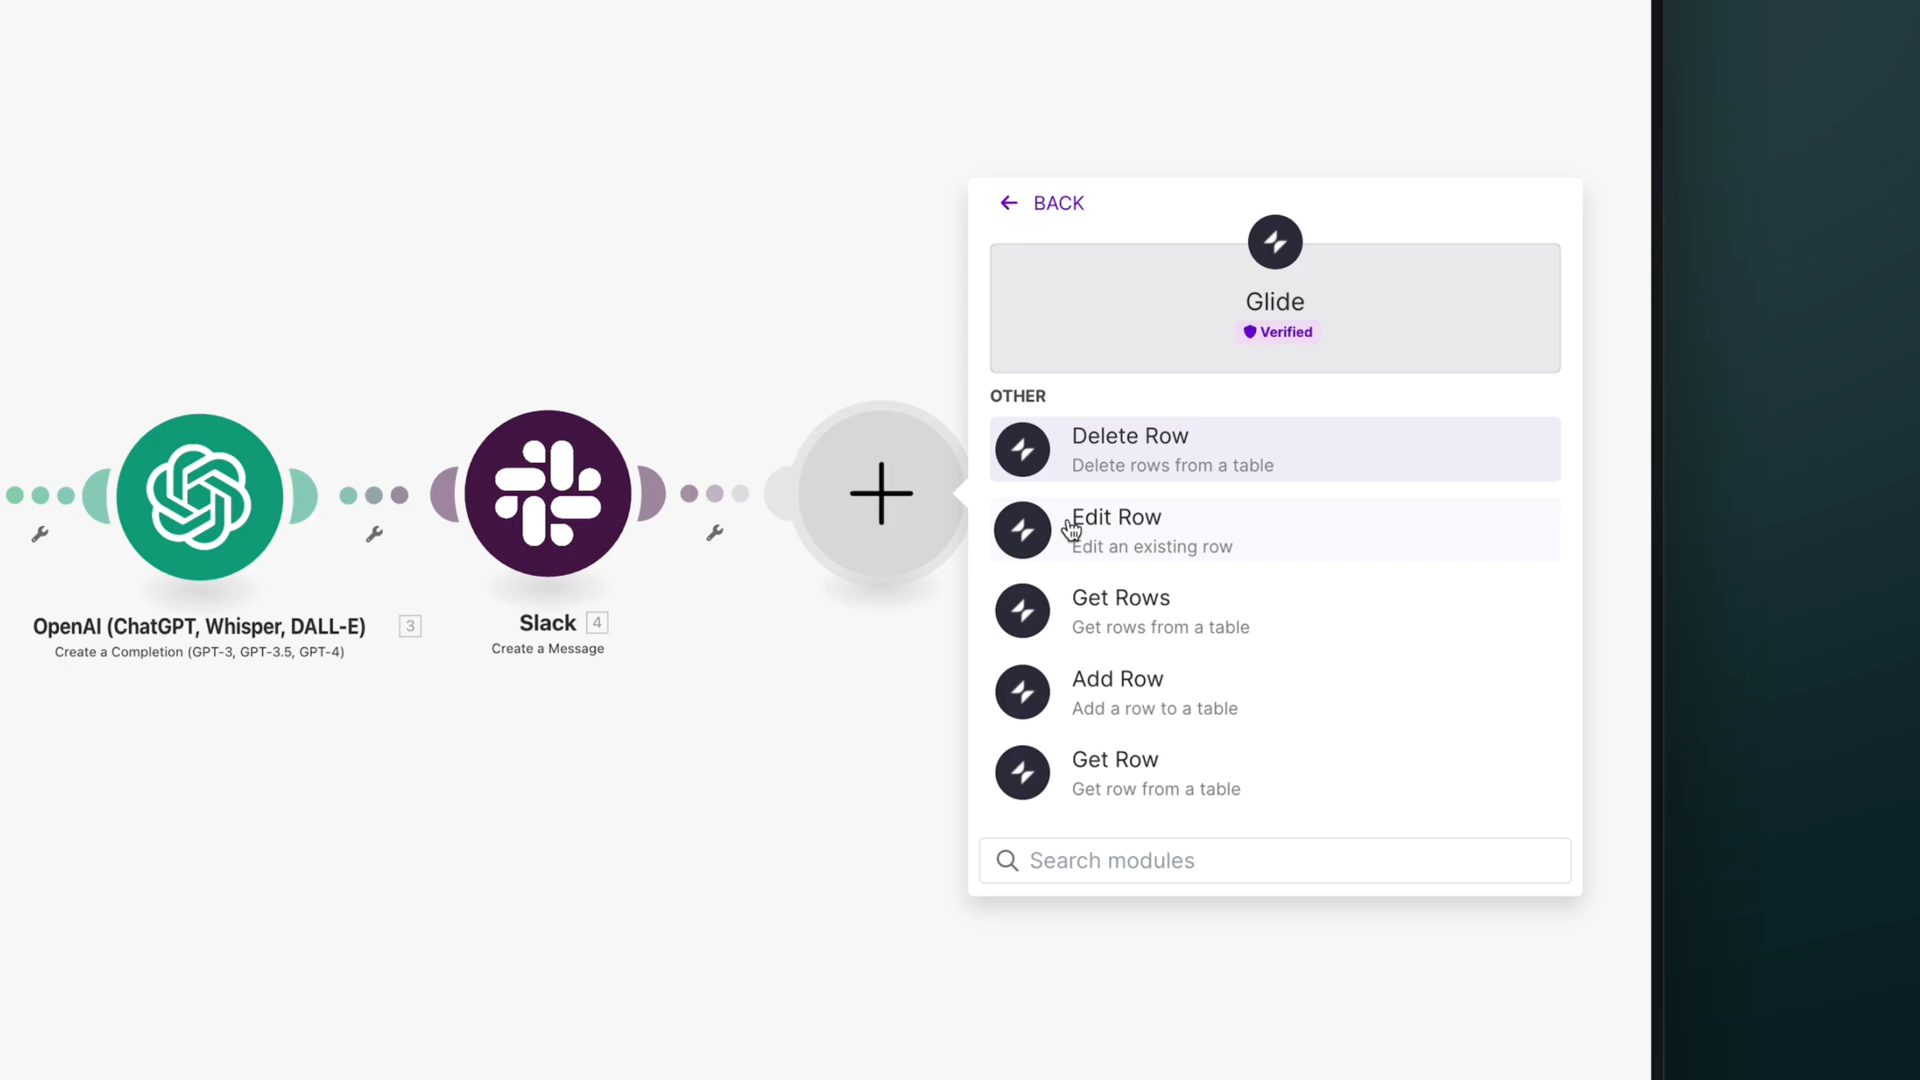 BACK
Glide
Verified
OTHER
Delete Row
Delete rows from a table
Edit Row
Edit an existing row
Get Rows
Get rows from a table
Add Row
Add a row to a table
Get Row
Get row from a table
Search modules
OpenAI (ChatGPT, Whisper, DALL-E) 3
Create a Completion (GPT-3, GPT-3.5, GPT-4)
Slack 4
Create a Message